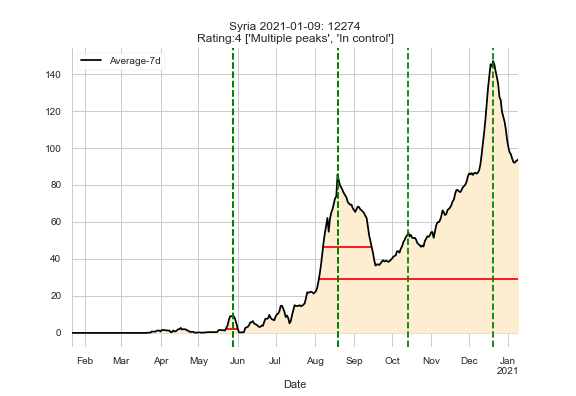 Syria 2021-01-09: 12274
Rating:4 ['Multiple peaks', 'In control']
Average-7d
140
120
100
80
60
40
20
0
Feb Mar Apr May Jun Jul Aug Sep Oct Nov Dec Jan
2021
Date